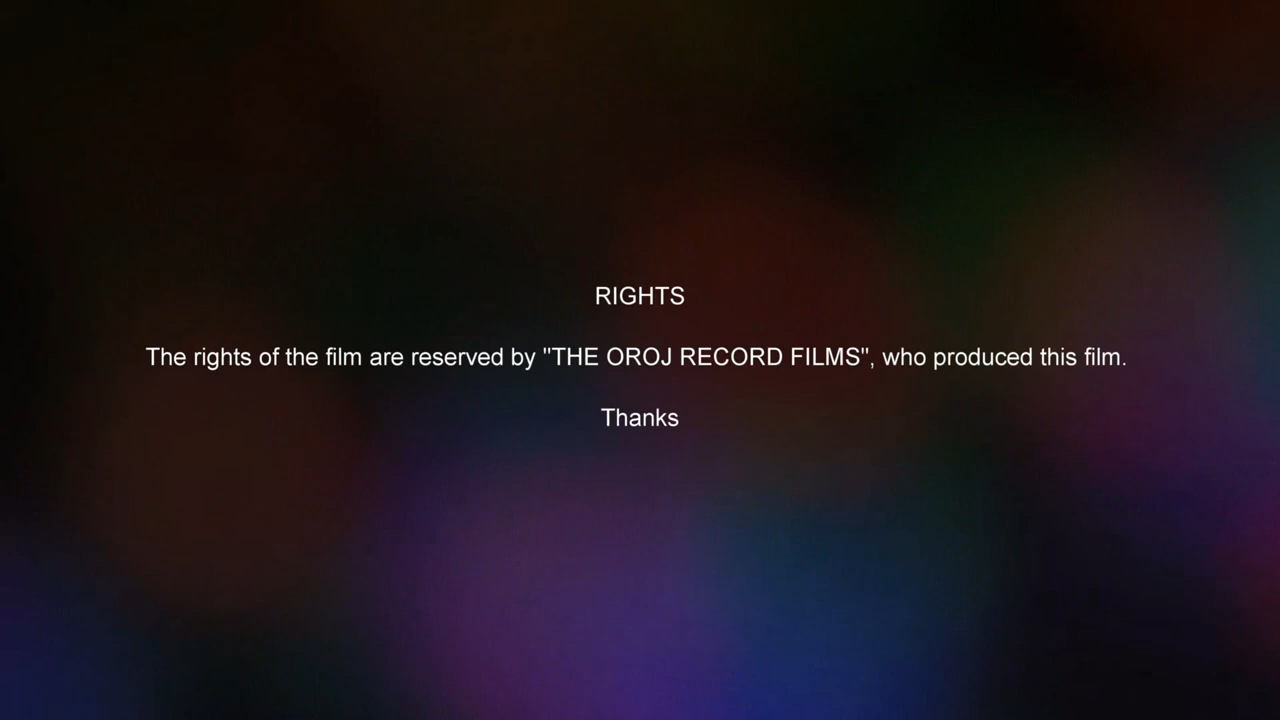 RIGHTS
The rights of the film are reserved by "THE OROJ RECORD FILMS", who produced this film.
Thanks